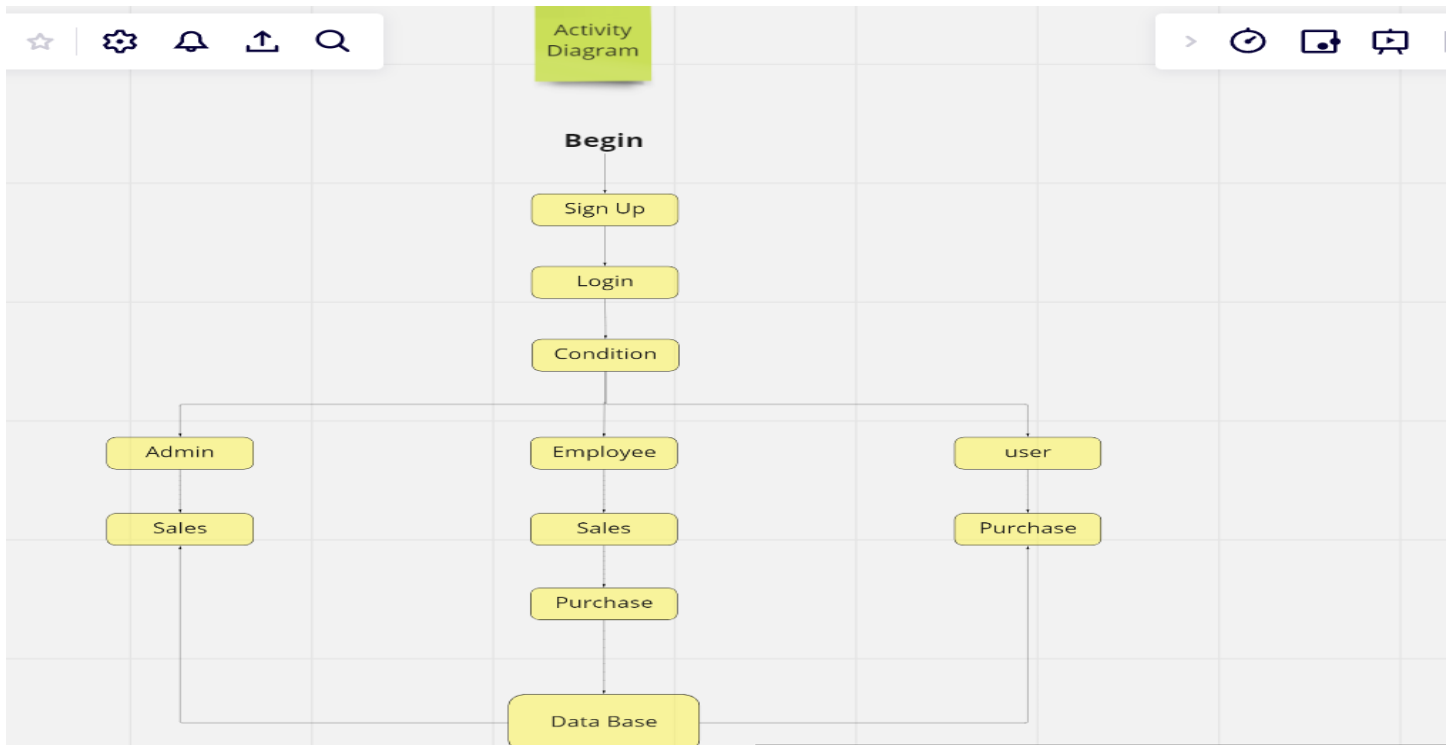 Activity
Diagram
Begin
Sign Up
Login
Condition
Admin
Employee
user
Sales
Sales
Purchase
Purchase
Data Base